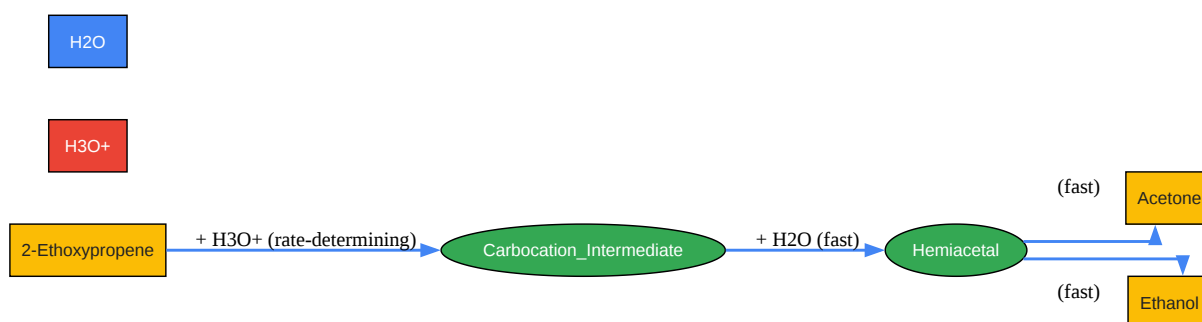 H2O
H3O+
2-Ethoxypropene
+ H3O+ (rate-determining)
Carbocation_Intermediate
+ H2O (fast)
Hemiacetal
(fast)
Acetone
(fast)
Ethanol